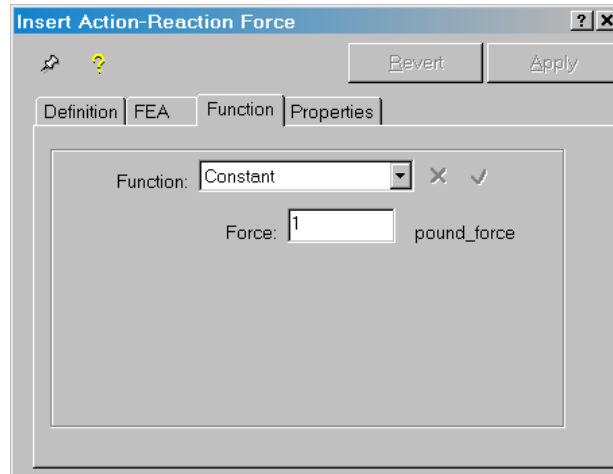 Insert Action-Reaction Force
Revert Apply
Definition FEA Function Properties
Function: Constant
Force: 1 pound_force